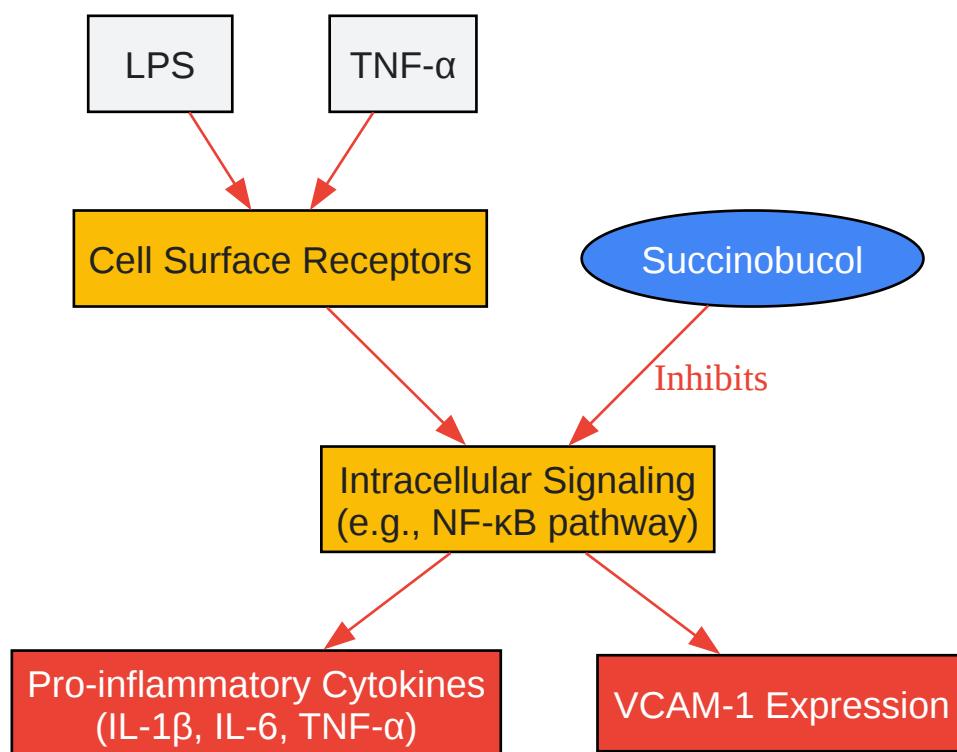 LPS
TNF-α
Cell Surface Receptors
Succinobucol
Inhibits
Intracellular Signaling
(e.g., NF-κB pathway)
Pro-inflammatory Cytokines
(IL-1β, IL-6, TNF-α)
VCAM-1 Expression